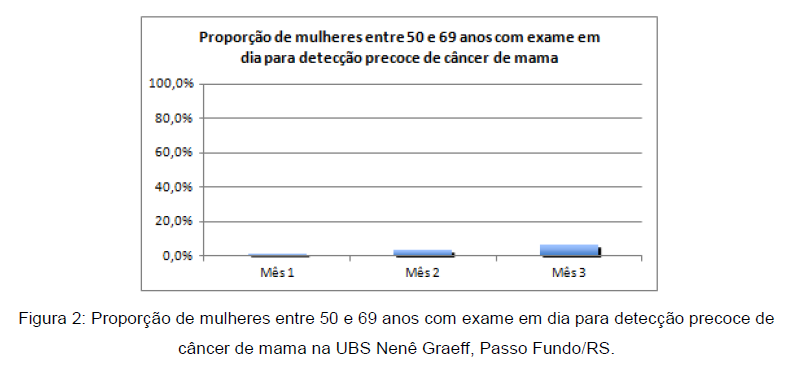 Proporção de mulheres entre 50 e 69 anos com exame em
dia para detecção precoce de câncer de mama
100,0%
80,0%
60,0%
40,0%
20,0%
0,0%
Mês 1
Mês 2
Mês 3
Figura 2: Proporção de mulheres entre 50 e 69 anos com exame em dia para detecção precoce de
câncer de mama na UBS Nenê Graeff, Passo Fundo/RS.